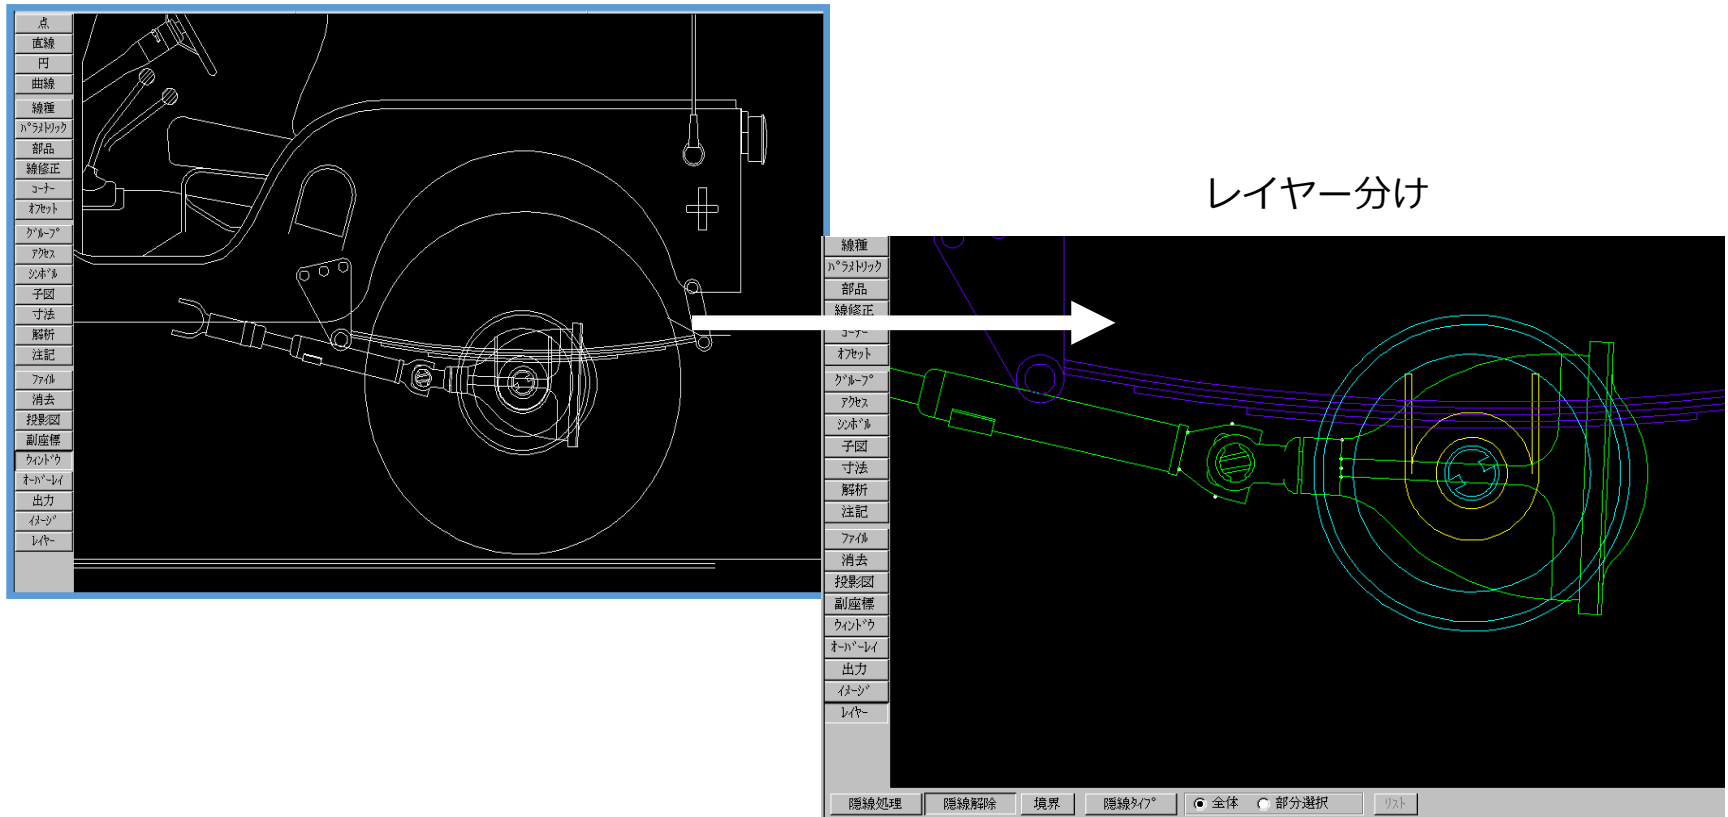 点
直線
円
曲線
線種
ﾊﾟﾗﾒﾄﾘｯｸ
部品
線修正
ｺｰﾅｰ
ｵﾌｾｯﾄ
ｸﾞﾙｰﾌﾟ
ｱｸｾｽ
ｼﾝﾎﾞﾙ
子図
寸法
解析
注記
ﾌｧｲﾙ
消去
投影図
副座標
ｳｨﾝﾄﾞｳ
ｵｰﾊﾞｰﾚｲ
出力
ｲﾒｰｼﾞ
ﾚｲﾔｰ
レイヤー分け
線種
ﾊﾟﾗﾒﾄﾘｯｸ
部品
線修正
ｺｰﾅｰ
ｵﾌｾｯﾄ
ｸﾞﾙｰﾌﾟ
ｱｸｾｽ
ｼﾝﾎﾞﾙ
子図
寸法
解析
注記
ﾌｧｲﾙ
消去
投影図
副座標
ｳｨﾝﾄﾞｳ
ｵｰﾊﾞｰﾚｲ
出力
ｲﾒｰｼﾞ
ﾚｲﾔｰ
隠線処理 隠線解除 境界 隠線ﾀｲﾌﾟ 全体 部分選択 ﾘｽﾄ